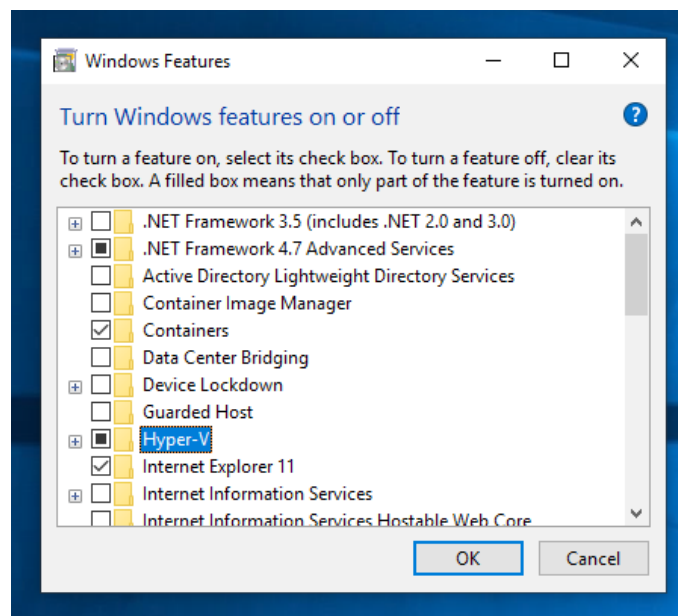 Windows Features
Turn Windows features on or off
To turn a feature on, select its check box. To turn a feature off, clear its
check box. A filled box means that only part of the feature is turned on.
.NET Framework 3.5 (includes .NET 2.0 and 3.0)
.NET Framework 4.7 Advanced Services
Active Directory Lightweight Directory Services
Container Image Manager
Containers
Data Center Bridging
Device Lockdown
Guarded Host
Hyper-V
Internet Explorer 11
Internet Information Services
Internet Information Services Hostable Web Core
OK
Cancel